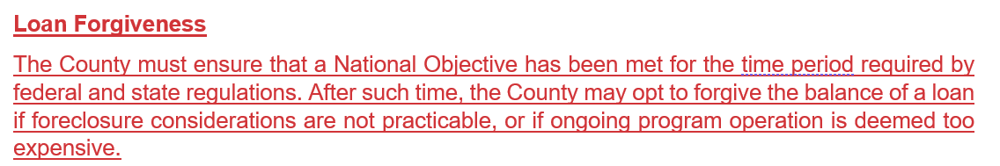 Loan Forgiveness
The County must ensure that a National Objective has been met for the time period required by
federal and state regulations. After such time, the County may opt to forgive the balance of a loan
if foreclosure considerations are not practicable, or if ongoing program operation is deemed too
expensive.